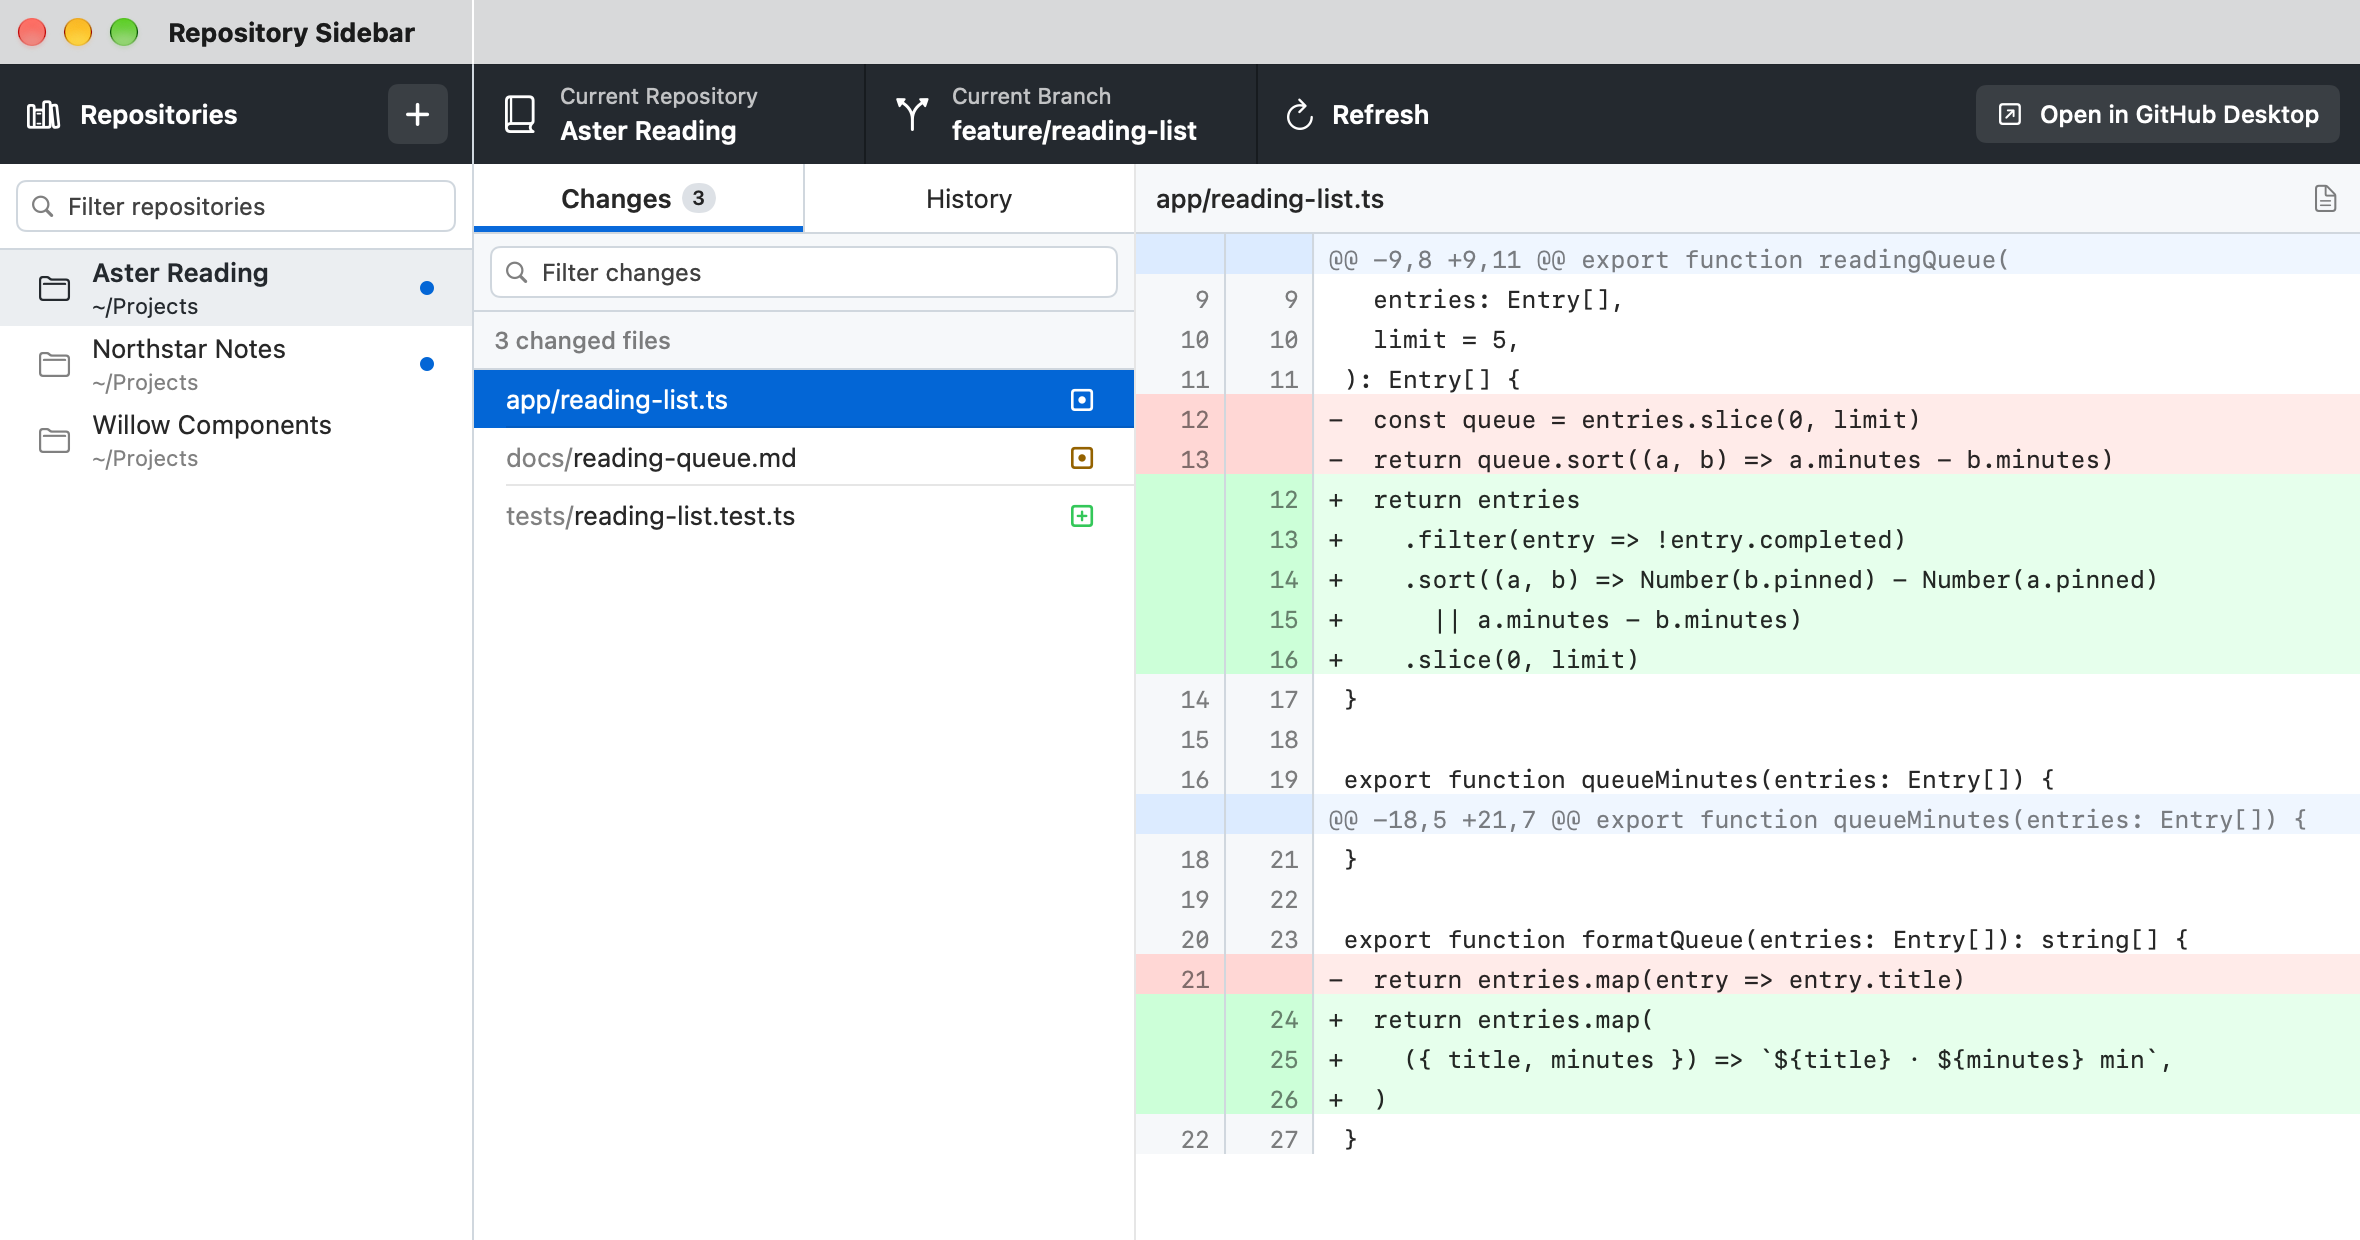 Repository Sidebar
Repositories
+
Current Repository
Aster Reading
Current Branch
feature/reading-list
Refresh
Open in GitHub Desktop
Filter repositories
Aster Reading
~/Projects
Northstar Notes
~/Projects
Willow Components
~/Projects
Changes 3
History
Filter changes
3 changed files
app/reading-list.ts
docs/reading-queue.md
tests/reading-list.test.ts
app/reading-list.ts
@@ -9,8 +9,11 @@ export function readingQueue(
9 9   entries: Entry[],
10 10   limit = 5,
11 11 ): Entry[] {
12 -  const queue = entries.slice(0, limit)
13 -  return queue.sort((a, b) => a.minutes - b.minutes)
12 +  return entries
13 +    .filter(entry => !entry.completed)
14 +    .sort((a, b) => Number(b.pinned) - Number(a.pinned)
15 +      || a.minutes - b.minutes)
16 +    .slice(0, limit)
14 17 }
15 18
16 19 export function queueMinutes(entries: Entry[]) {
@@ -18,5 +21,7 @@ export function queueMinutes(entries: Entry[]) {
18 21 }
19 22
20 23 export function formatQueue(entries: Entry[]): string[] {
21 -  return entries.map(entry => entry.title)
24 +  return entries.map(
25 +    ({ title, minutes }) => `${title} · ${minutes} min`,
26 +  )
22 27 }